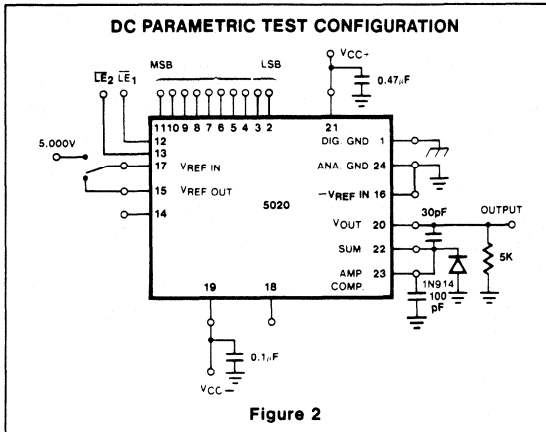 DC PARAMETRIC TEST CONFIGURATION
LE2 LE1 MSB LSB
VCC+
0.47μF
11 10 9 8 7 6 5 4 3 2 21
5.000V
12
13
17 VREF IN
15 VREF OUT
14
5020
DIG. GND 1
ANA. GND 24
−VREF IN 16
30pF OUTPUT
VOUT 20
SUM 22
5K
AMP 23
COMP.
1N914
100
pF
19 18
0.1μF
VCC−
Figure 2